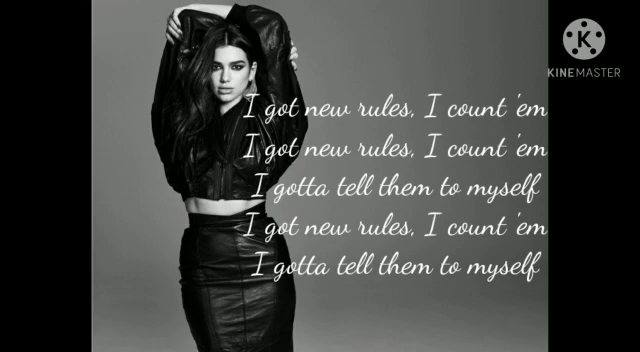 KINEMASTER
I got new rules, I count 'em
I got new rules, I count 'em
I gotta tell them to myself
I got new rules, I count 'em
I gotta tell them to myself